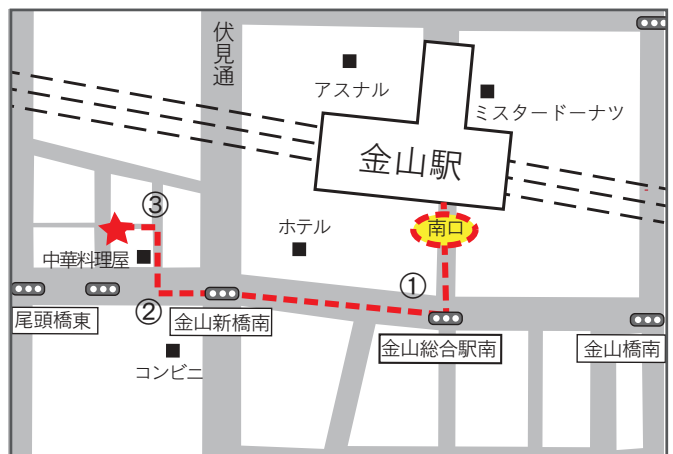 伏見通
アスナル
ミスタードーナツ
金山駅
③
ホテル
南口
中華料理屋
①
②
尾頭橋東
金山新橋南
金山総合駅南
金山橋南
コンビニ